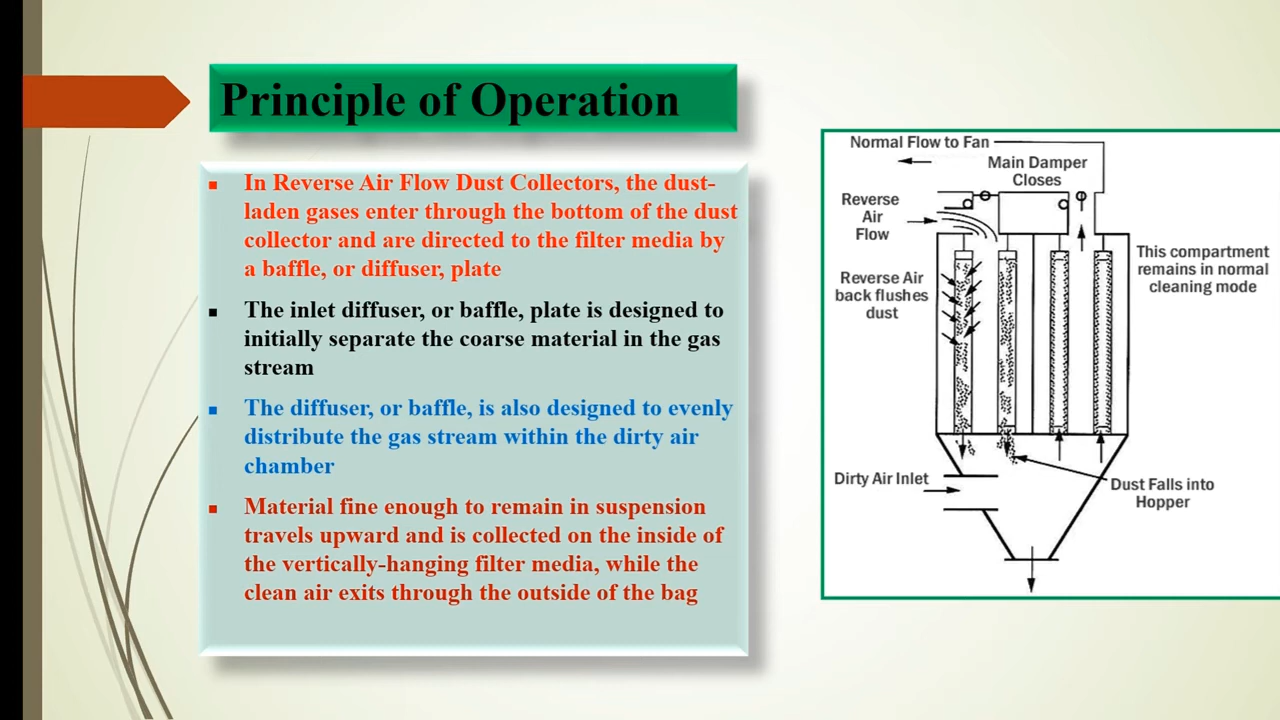 Principle of Operation
In Reverse Air Flow Dust Collectors, the dust-
laden gases enter through the bottom of the dust
collector and are directed to the filter media by
a baffle, or diffuser, plate
The inlet diffuser, or baffle, plate is designed to
initially separate the coarse material in the gas
stream
The diffuser, or baffle, is also designed to evenly
distribute the gas stream within the dirty air
chamber
Material fine enough to remain in suspension
travels upward and is collected on the inside of
the vertically-hanging filter media, while the
clean air exits through the outside of the bag
Normal Flow to Fan
Main Damper
Closes
Reverse
Air
Flow
Reverse Air
back flushes
dust
This compartment
remains in normal
cleaning mode
Dirty Air Inlet
Dust Falls into
Hopper